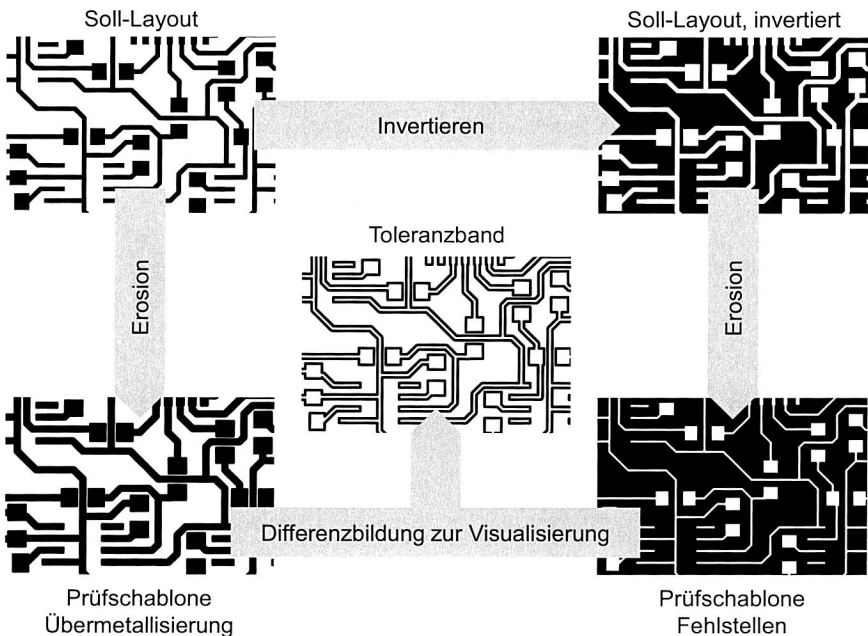 Soll-Layout
Soll-Layout, invertiert
Invertieren
Toleranzband
Erosion
Erosion
Differenzbildung zur Visualisierung
Prüfschablone
Übermetallisierung
Prüfschablone
Fehlstellen